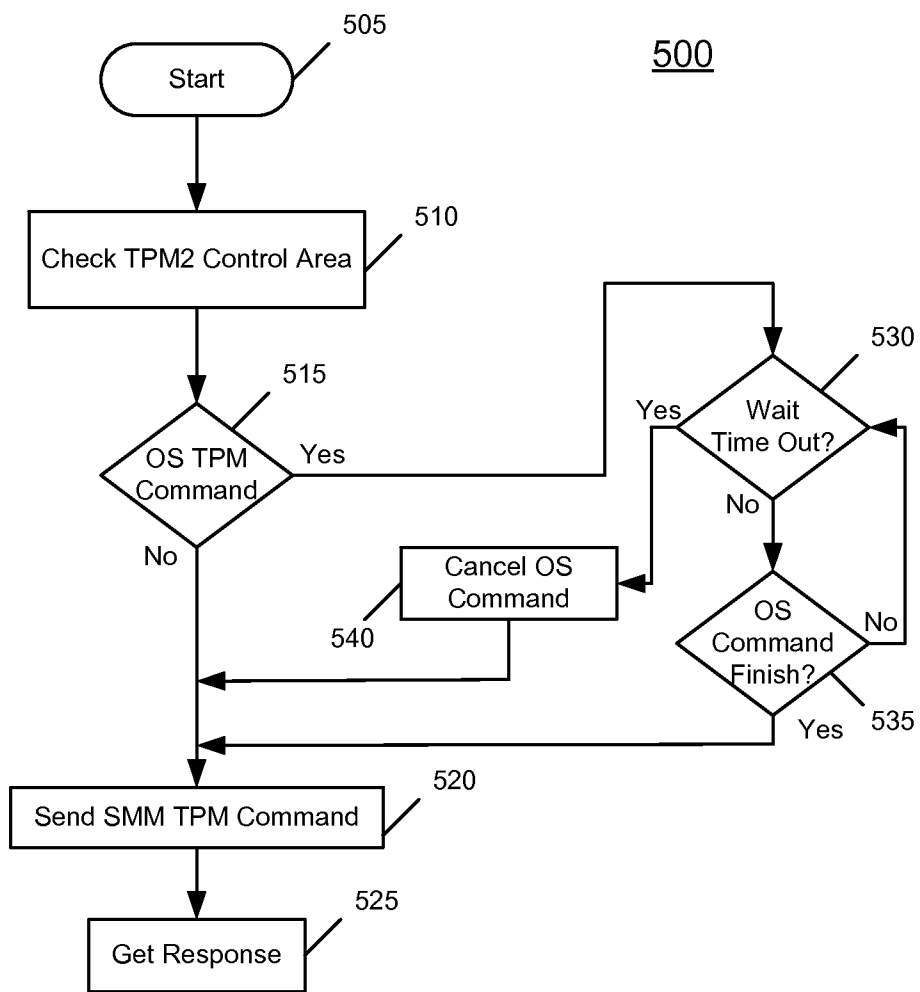 505
500
Start
510
Check TPM2 Control Area
515
OS TPM
Command
Yes
No
530
Wait
Time Out?
Yes
No
Cancel OS
Command
540
OS
Command
Finish?
No
535
Yes
520
Send SMM TPM Command
525
Get Response